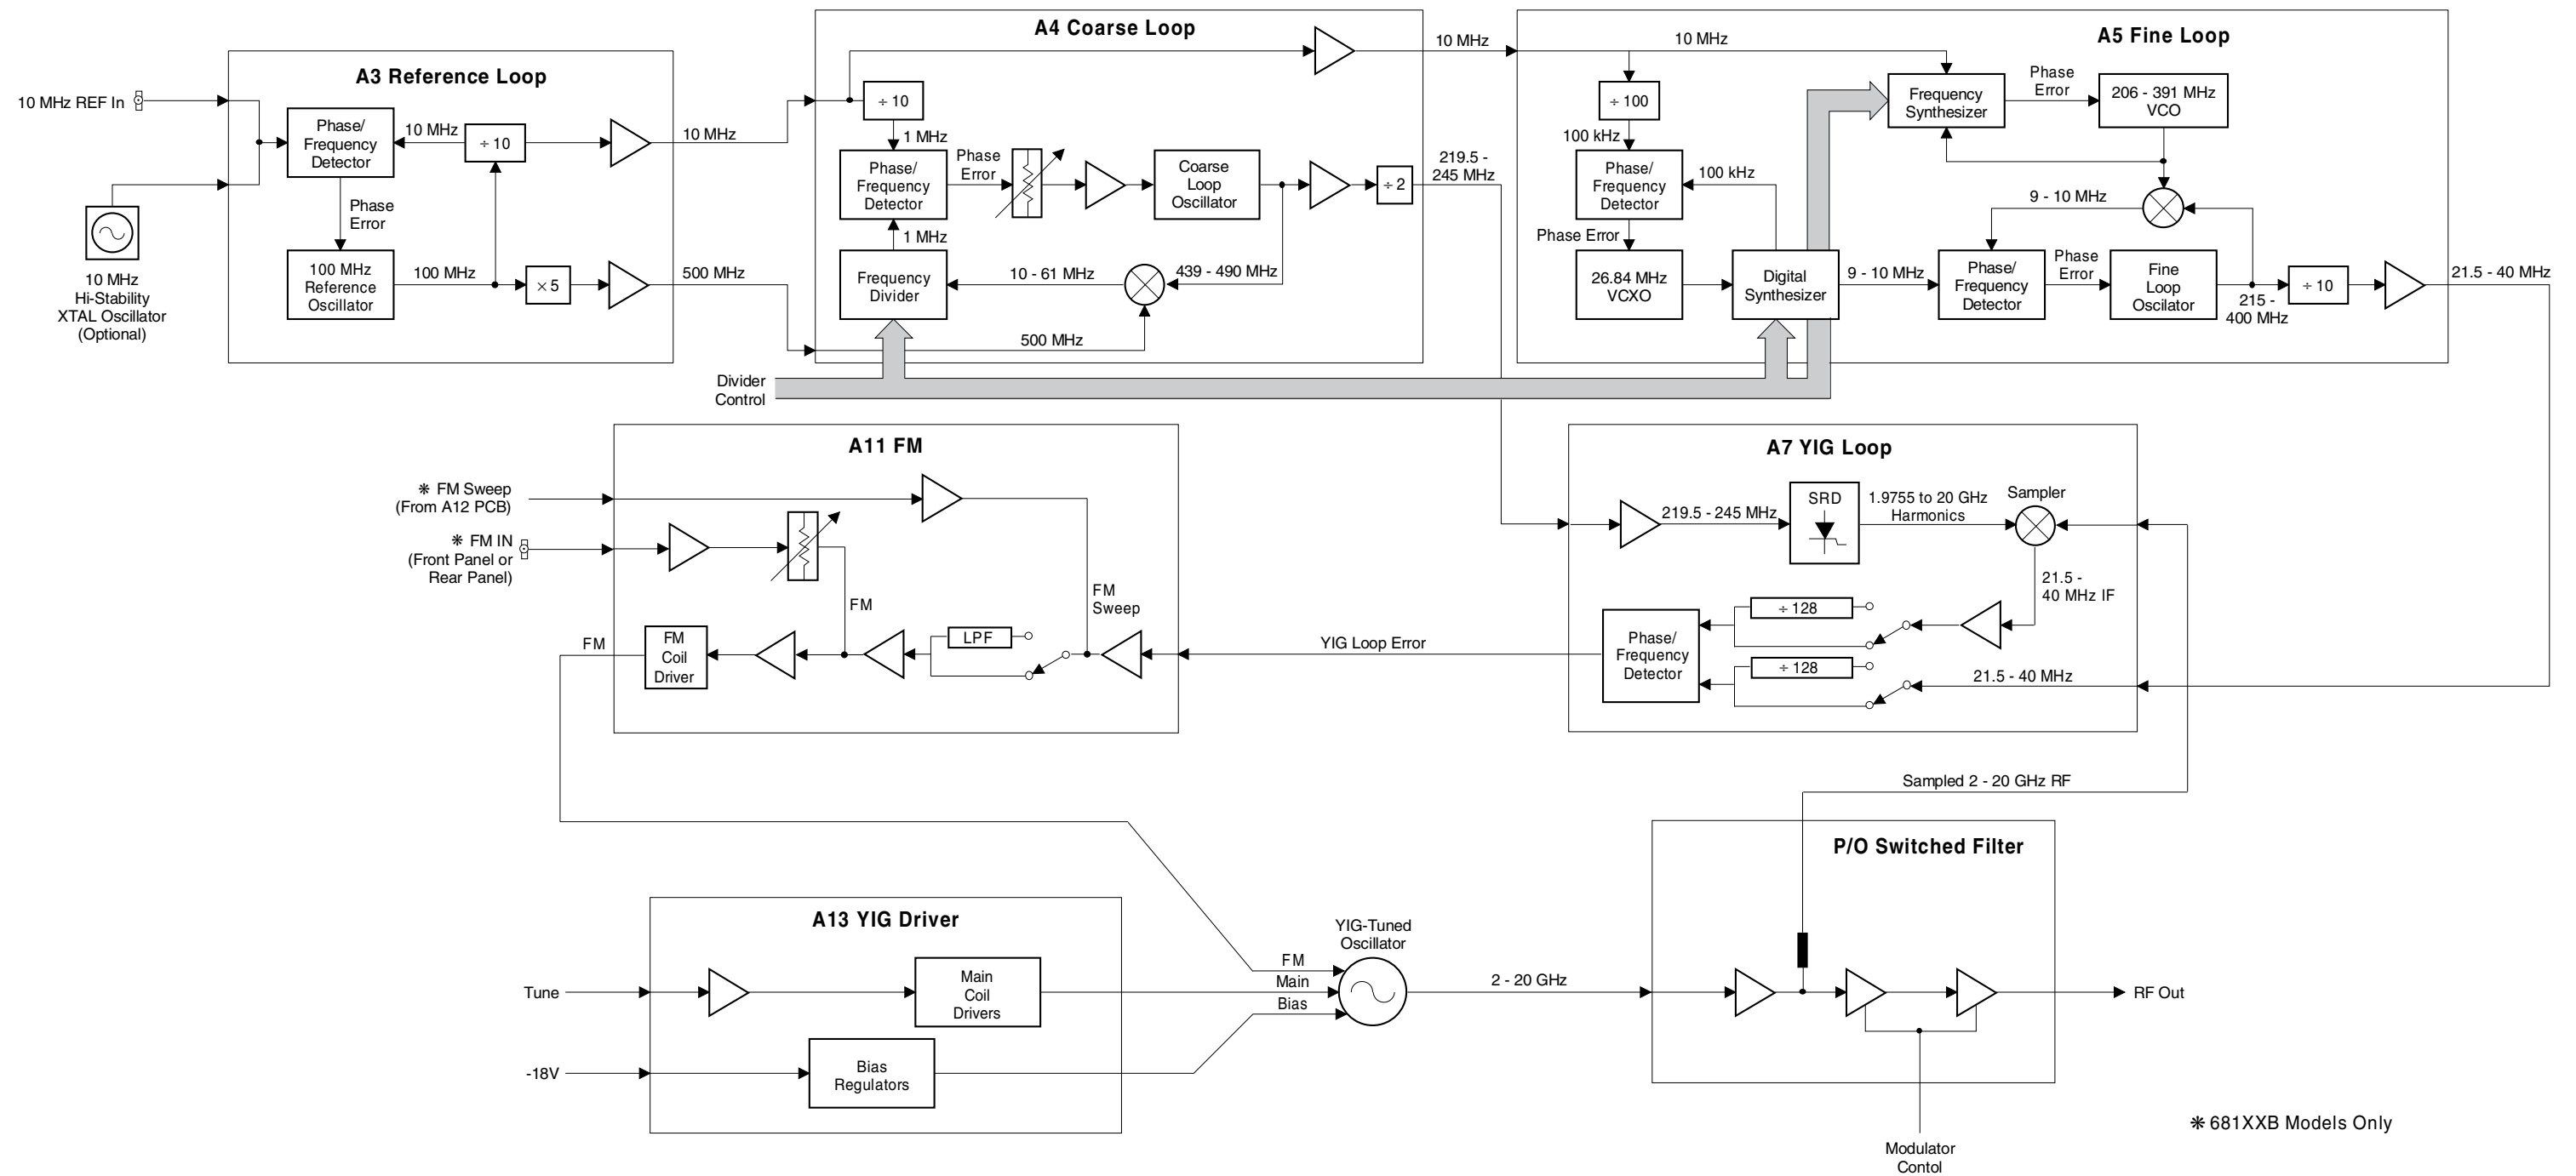 A3 Reference Loop
10 MHz REF In
Phase/
Frequency
Detector
10 MHz
÷ 10
10 MHz
Phase
Error
100 MHz
Reference
Oscillator
100 MHz
× 5
500 MHz
10 MHz
Hi-Stability
XTAL Oscillator
(Optional)
A4 Coarse Loop
÷ 10
1 MHz
Phase/
Frequency
Detector
Phase
Error
Coarse
Loop
Oscillator
÷ 2
1 MHz
Frequency
Divider
10 - 61 MHz
439 - 490 MHz
500 MHz
10 MHz
219.5 -
245 MHz
Divider
Control
A5 Fine Loop
10 MHz
÷ 100
100 kHz
Phase/
Frequency
Detector
100 kHz
Phase Error
26.84 MHz
VCXO
Digital
Synthesizer
Frequency
Synthesizer
Phase
Error
206 - 391 MHz
VCO
9 - 10 MHz
9 - 10 MHz
Phase/
Frequency
Detector
Phase
Error
Fine
Loop
Oscilator
215 -
400 MHz
÷ 10
21.5 - 40 MHz
A11 FM
❋ FM Sweep
(From A12 PCB)
❋ FM IN
(Front Panel or
Rear Panel)
FM
FM
Sweep
FM
FM
Coil
Driver
LPF
YIG Loop Error
A7 YIG Loop
219.5 - 245 MHz
SRD
1.9755 to 20 GHz
Harmonics
Sampler
21.5 -
40 MHz IF
÷ 128
Phase/
Frequency
Detector
÷ 128
21.5 - 40 MHz
Sampled 2 - 20 GHz RF
P/O Switched Filter
A13 YIG Driver
Tune
Main
Coil
Drivers
-18V
Bias
Regulators
YIG-Tuned
Oscillator
FM
Main
Bias
2 - 20 GHz
RF Out
Modulator
Contol
❋ 681XXB Models Only